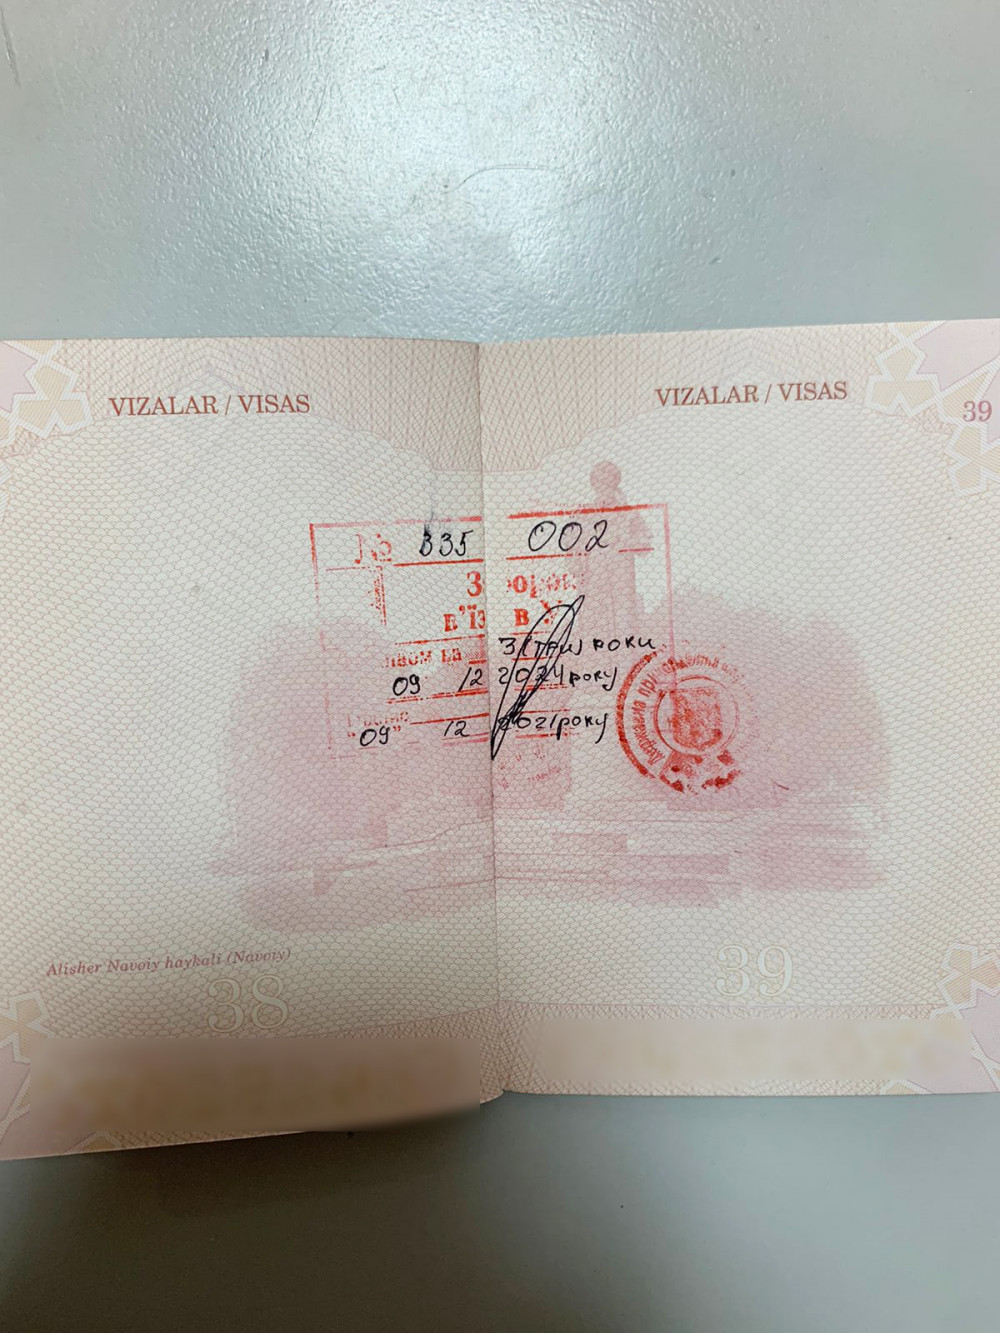 VIZALAR / VISAS
VIZALAR / VISAS
39
№ 335 002
в"їз в У
3 (три) роки
09 12 2024 року
09" 12 2021 року
Alisher Navoiy haykali (Navoiy)
38
39